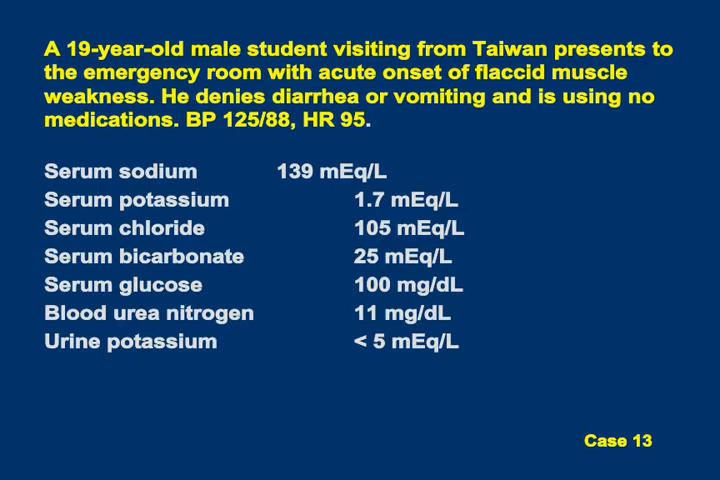 A 19-year-old male student visiting from Taiwan presents to
the emergency room with acute onset of flaccid muscle
weakness. He denies diarrhea or vomiting and is using no
medications. BP 125/88, HR 95.
Serum sodium 139 mEq/L
Serum potassium 1.7 mEq/L
Serum chloride 105 mEq/L
Serum bicarbonate 25 mEq/L
Serum glucose 100 mg/dL
Blood urea nitrogen 11 mg/dL
Urine potassium < 5 mEq/L
Case 13